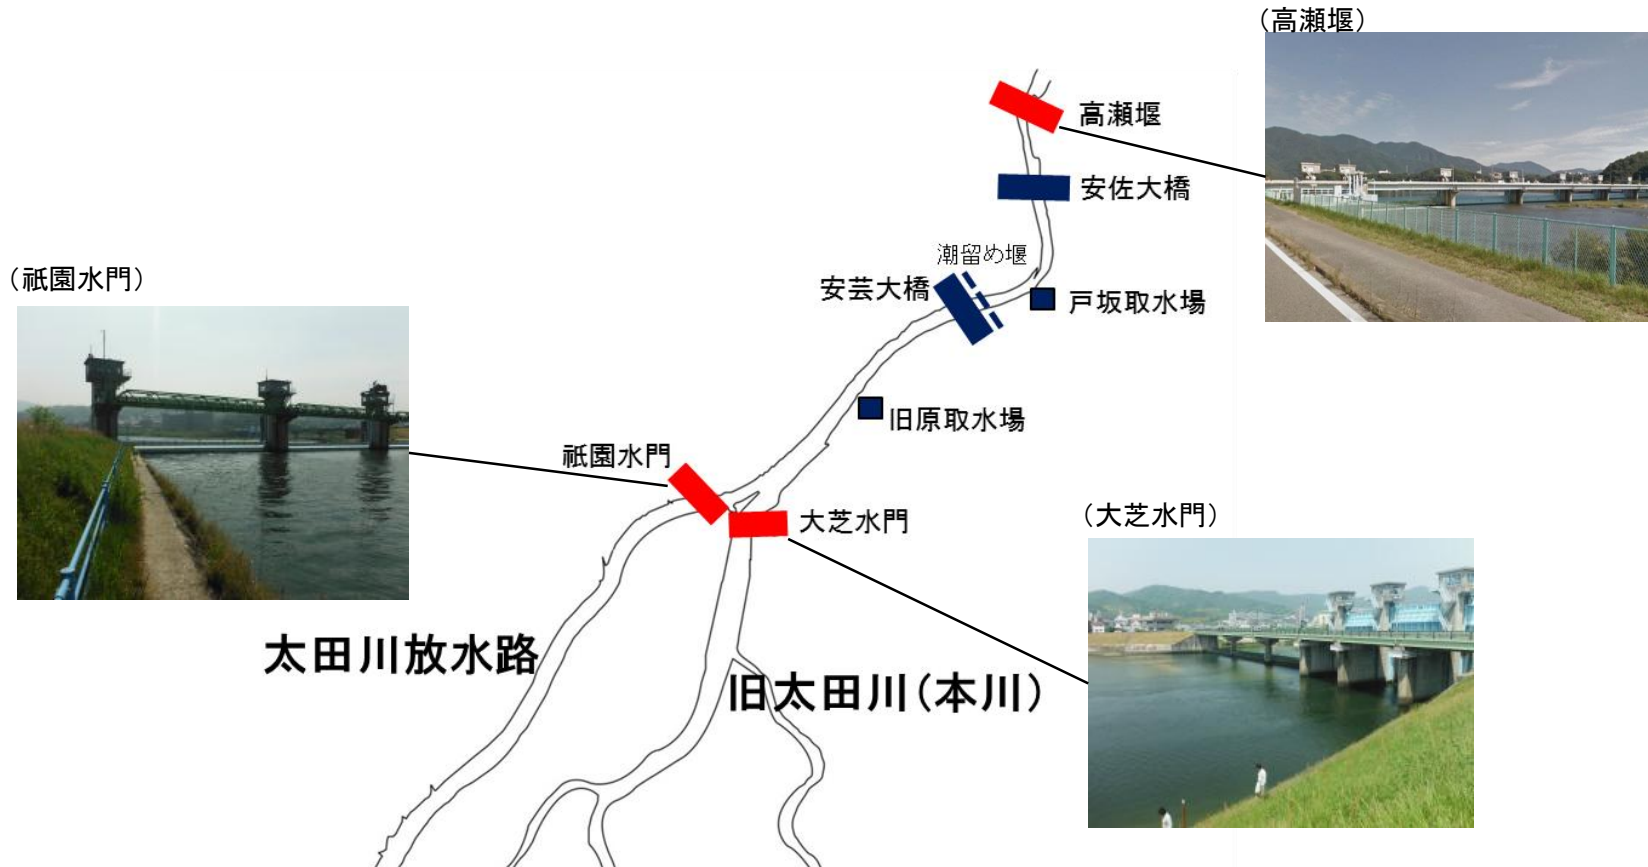 （高瀬堰）
高瀬堰
安佐大橋
潮留め堰
安芸大橋
戸坂取水場
（祇園水門）
旧原取水場
祇園水門
大芝水門
（大芝水門）
太田川放水路
旧太田川（本川）